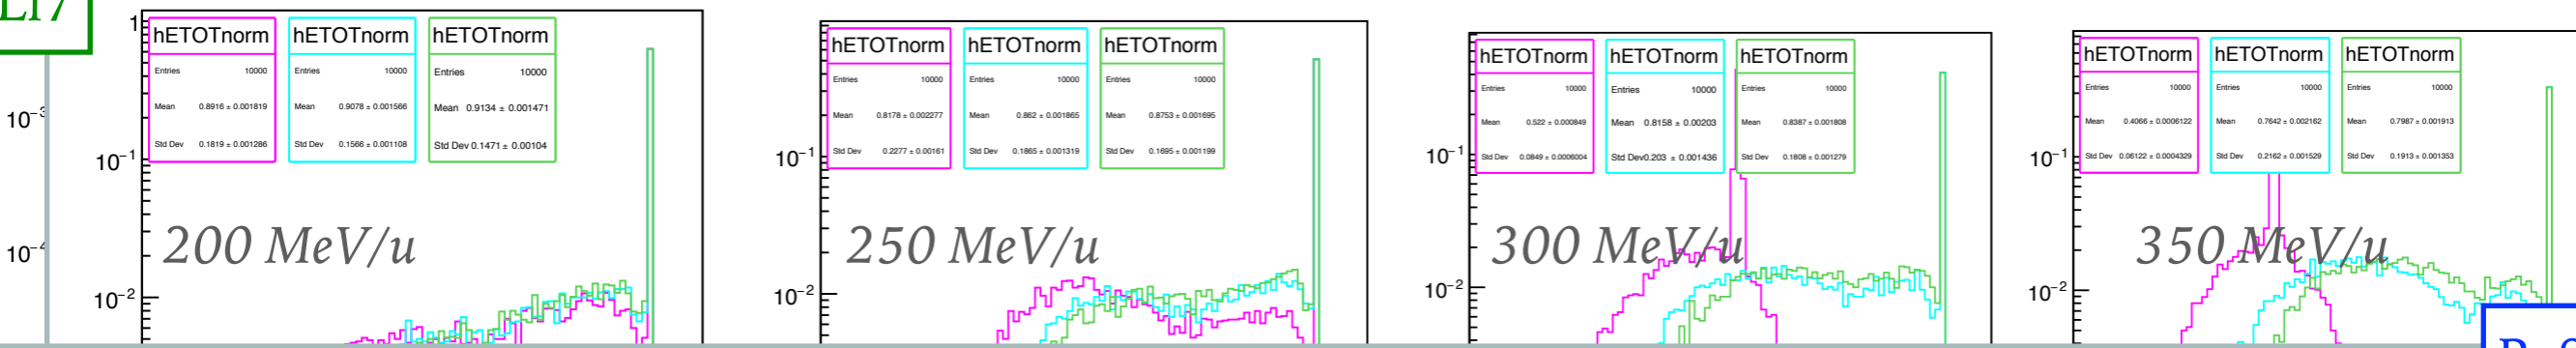 Li7
10⁻³
10⁻⁴
1
10⁻¹
10⁻²
hETOTnorm
Entries 10000
Mean 0.8916 ± 0.001819
Std Dev 0.1819 ± 0.001286
hETOTnorm
Entries 10000
Mean 0.9078 ± 0.001566
Std Dev 0.1566 ± 0.001108
hETOTnorm
Entries 10000
Mean 0.9134 ± 0.001471
Std Dev 0.1471 ± 0.00104
200 MeV/u
10⁻¹
10⁻²
hETOTnorm
Entries 10000
Mean 0.8178 ± 0.002277
Std Dev 0.2277 ± 0.00161
hETOTnorm
Entries 10000
Mean 0.862 ± 0.001865
Std Dev 0.1865 ± 0.001319
hETOTnorm
Entries 10000
Mean 0.8753 ± 0.001695
Std Dev 0.1695 ± 0.001199
250 MeV/u
10⁻¹
10⁻²
hETOTnorm
Entries 10000
Mean 0.522 ± 0.000849
Std Dev 0.0849 ± 0.0006004
hETOTnorm
Entries 10000
Mean 0.8158 ± 0.00203
Std Dev 0.203 ± 0.001436
hETOTnorm
Entries 10000
Mean 0.8387 ± 0.001808
Std Dev 0.1808 ± 0.001279
300 MeV/u
10⁻¹
10⁻²
hETOTnorm
Entries 10000
Mean 0.4066 ± 0.0006122
Std Dev 0.06122 ± 0.0004329
hETOTnorm
Entries 10000
Mean 0.7642 ± 0.002162
Std Dev 0.2162 ± 0.001529
hETOTnorm
Entries 10000
Mean 0.7987 ± 0.001913
Std Dev 0.1913 ± 0.001353
350 MeV/u